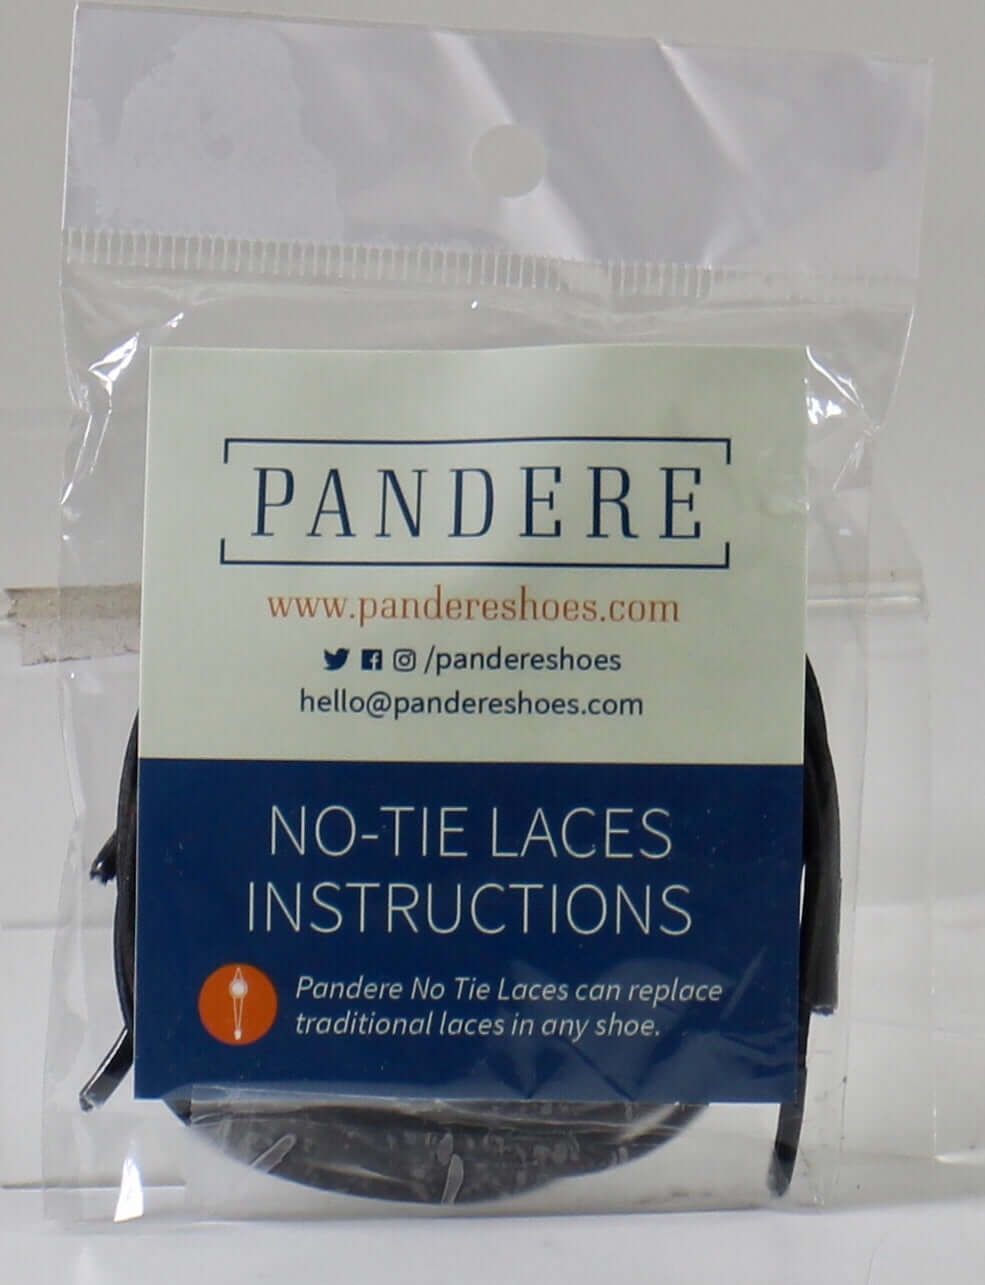 PANDERE
www.pandereshoes.com
/pandereshoes
hello@pandereshoes.com
NO-TIE LACES
INSTRUCTIONS
Pandere No Tie Laces can replace
traditional laces in any shoe.